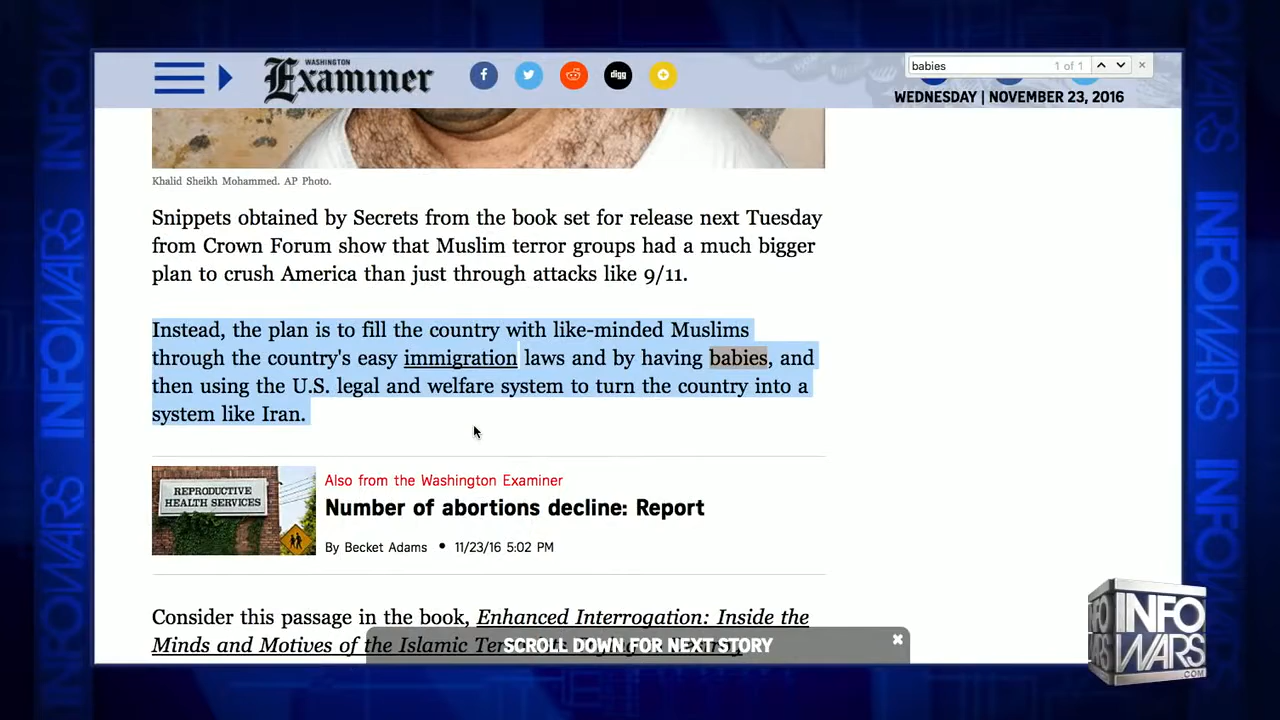 WASHINGTON
Examiner
digg
babies
1 of 1
WEDNESDAY | NOVEMBER 23, 2016
Khalid Sheikh Mohammed. AP Photo.
Snippets obtained by Secrets from the book set for release next Tuesday
from Crown Forum show that Muslim terror groups had a much bigger
plan to crush America than just through attacks like 9/11.
Instead, the plan is to fill the country with like-minded Muslims
through the country's easy immigration laws and by having babies, and
then using the U.S. legal and welfare system to turn the country into a
system like Iran.
REPRODUCTIVE
HEALTH SERVICES
Also from the Washington Examiner
Number of abortions decline: Report
By Becket Adams • 11/23/16 5:02 PM
Consider this passage in the book, Enhanced Interrogation: Inside the
Minds and Motives of the Islamic
SCROLL DOWN FOR NEXT STORY
INFOWARS
INFOWARS
INFOWARS
INFOWARS
INFO
WARS
.COM